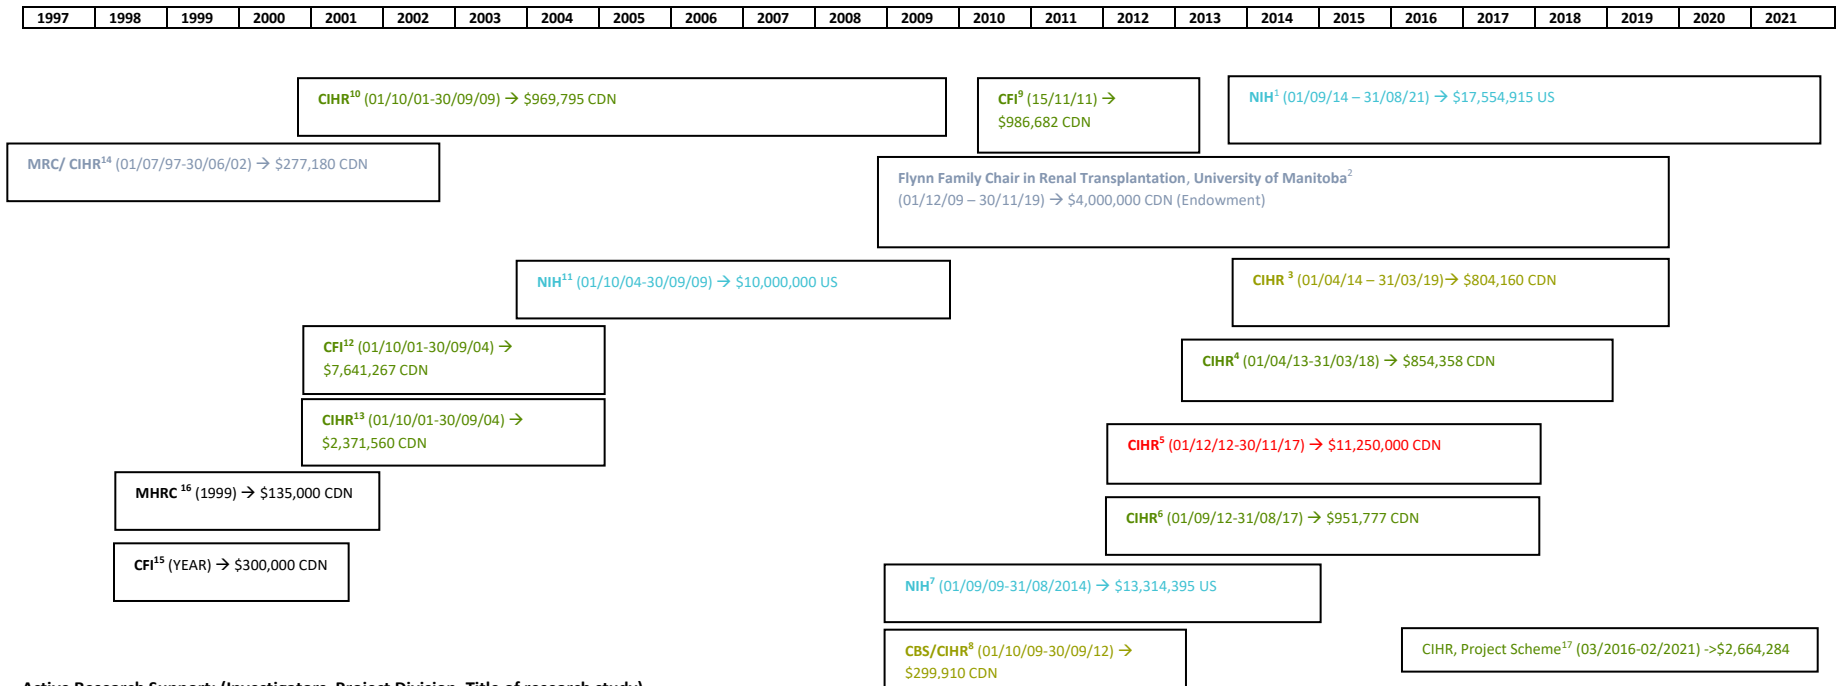 1997 1998 1999 2000 2001 2002 2003 2004 2005 2006 2007 2008 2009 2010 2011 2012 2013 2014 2015 2016 2017 2018 2019 2020 2021
CIHR10 (01/10/01-30/09/09) → $969,795 CDN
CFI9 (15/11/11) →
$986,682 CDN
NIH1 (01/09/14 – 31/08/21) → $17,554,915 US
MRC/ CIHR14 (01/07/97-30/06/02) → $277,180 CDN
Flynn Family Chair in Renal Transplantation, University of Manitoba2
(01/12/09 – 30/11/19) → $4,000,000 CDN (Endowment)
NIH11 (01/10/04-30/09/09) → $10,000,000 US
CIHR 3 (01/04/14 – 31/03/19)→ $804,160 CDN
CFI12 (01/10/01-30/09/04) →
$7,641,267 CDN
CIHR4 (01/04/13-31/03/18) → $854,358 CDN
CIHR13 (01/10/01-30/09/04) →
$2,371,560 CDN
CIHR5 (01/12/12-30/11/17) → $11,250,000 CDN
MHRC 16 (1999) → $135,000 CDN
CIHR6 (01/09/12-31/08/17) → $951,777 CDN
CFI15 (YEAR) → $300,000 CDN
NIH7 (01/09/09-31/08/2014) → $13,314,395 US
CBS/CIHR8 (01/10/09-30/09/12) →
$299,910 CDN
CIHR, Project Scheme17 (03/2016-02/2021) ->$2,664,284
Active Research Support: (Investigators, Project Division, Title of research study)